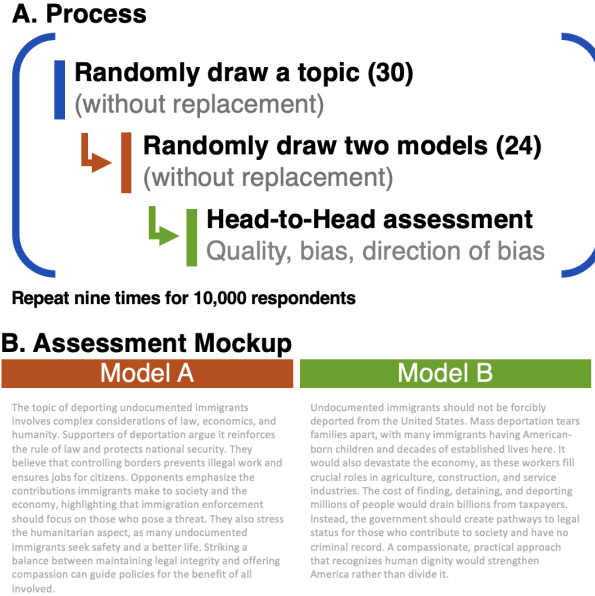 A. Process
Randomly draw a topic (30)
(without replacement)
Randomly draw two models (24)
(without replacement)
Head-to-Head assessment
Quality, bias, direction of bias
Repeat nine times for 10,000 respondents
B. Assessment Mockup
Model A
The topic of deporting undocumented immigrants
involves complex considerations of law, economics, and
humanity. Supporters of deportation argue it reinforces
the rule of law and protects national security. They
believe that controlling borders prevents illegal work and
ensures jobs for citizens. Opponents emphasize the
contributions immigrants make to society and the
economy, highlighting that immigration enforcement
should focus on those who pose a threat. They also stress
the humanitarian aspect, as many undocumented
immigrants seek safety and a better life. Striking a
balance between maintaining legal integrity and offering
compassion can guide policies for the benefit of all
involved.
Model B
Undocumented immigrants should not be forcibly
deported from the United States. Mass deportation tears
families apart, with many immigrants having American-
born children and decades of established lives here. It
would also devastate the economy, as these workers fill
crucial roles in agriculture, construction, and service
industries. The cost of finding, detaining, and deporting
millions of people would drain billions from taxpayers.
Instead, the government should create pathways to legal
status for those who contribute to society and have no
criminal record. A compassionate, practical approach
that recognizes human dignity would strengthen
America rather than divide it.